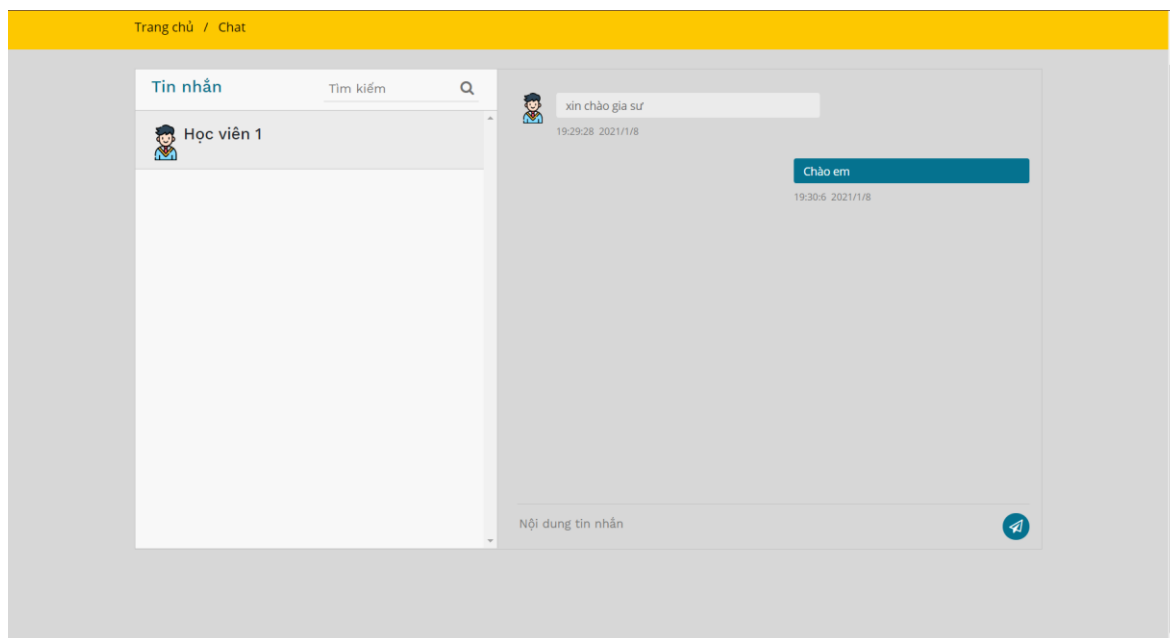 Trang chủ / Chat
Tin nhắn
Tìm kiếm
Học viên 1
xin chào gia sư
19:29:28 2021/1/8
Chào em
19:30:6 2021/1/8
Nội dung tin nhắn